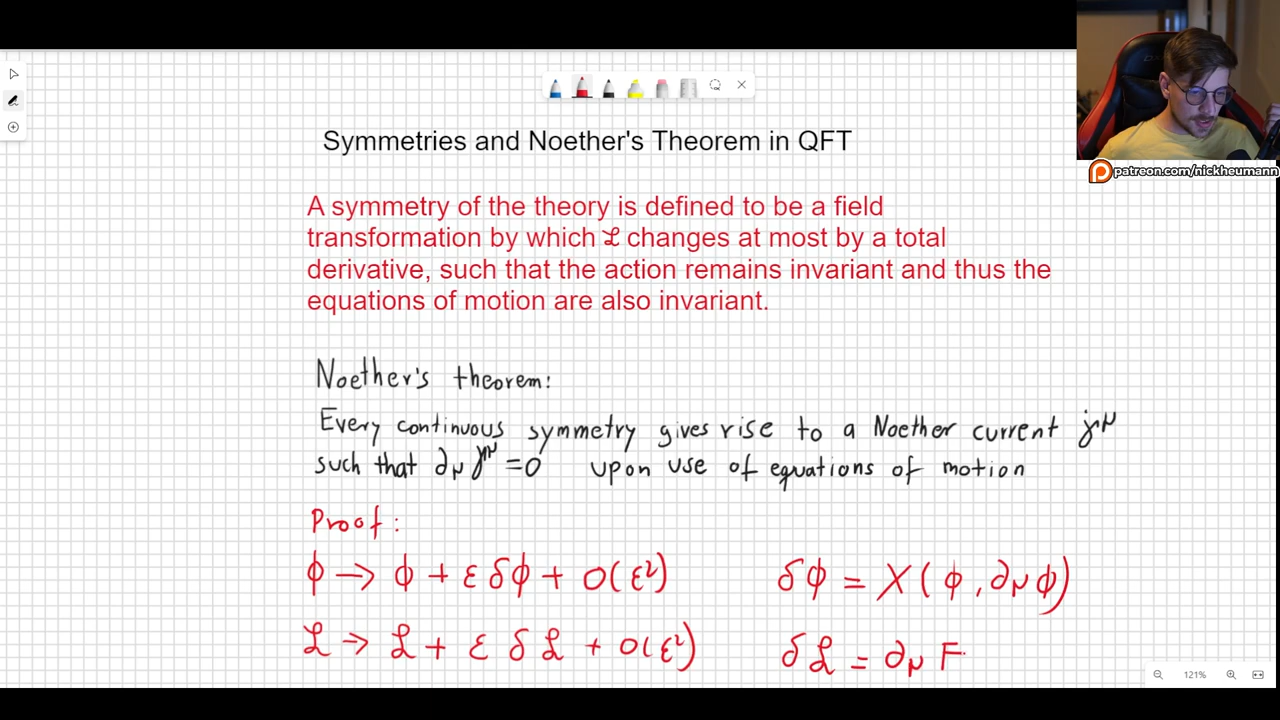 patreon.com/nickheumann
Symmetries and Noether's Theorem in QFT
A symmetry of the theory is defined to be a field
transformation by which ℒ changes at most by a total
derivative, such that the action remains invariant and thus the
equations of motion are also invariant.
Noether's theorem:
Every continuous symmetry gives rise to a Noether current j^μ
such that ∂_μ j^μ = 0 upon use of equations of motion
Proof:
ϕ → ϕ + ε δϕ + O(ε²) δϕ = X(ϕ, ∂_μ ϕ)
ℒ → ℒ + ε δℒ + O(ε²) δℒ = ∂_μ F
121%